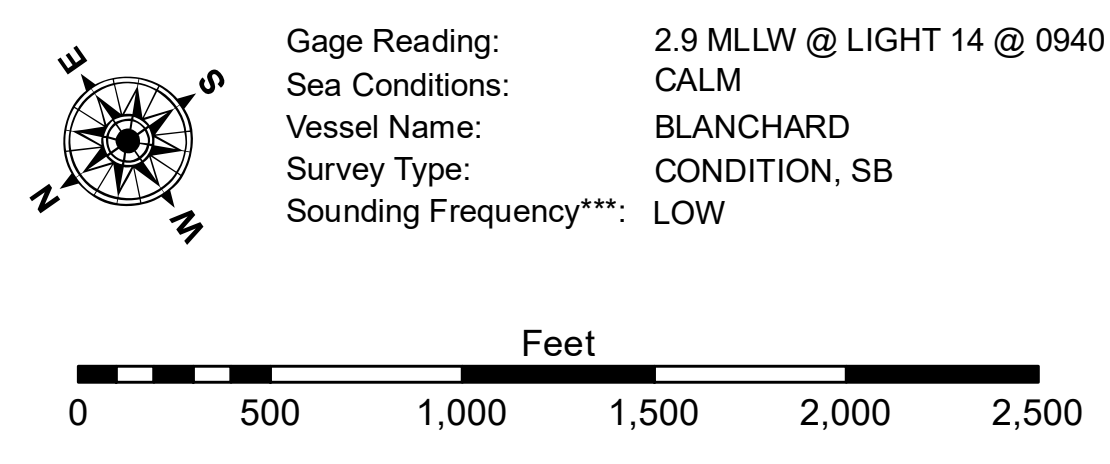 E
S
N
W
Gage Reading: 2.9 MLLW @ LIGHT 14 @ 0940
Sea Conditions: CALM
Vessel Name: BLANCHARD
Survey Type: CONDITION, SB
Sounding Frequency***: LOW
Feet
0 500 1,000 1,500 2,000 2,500